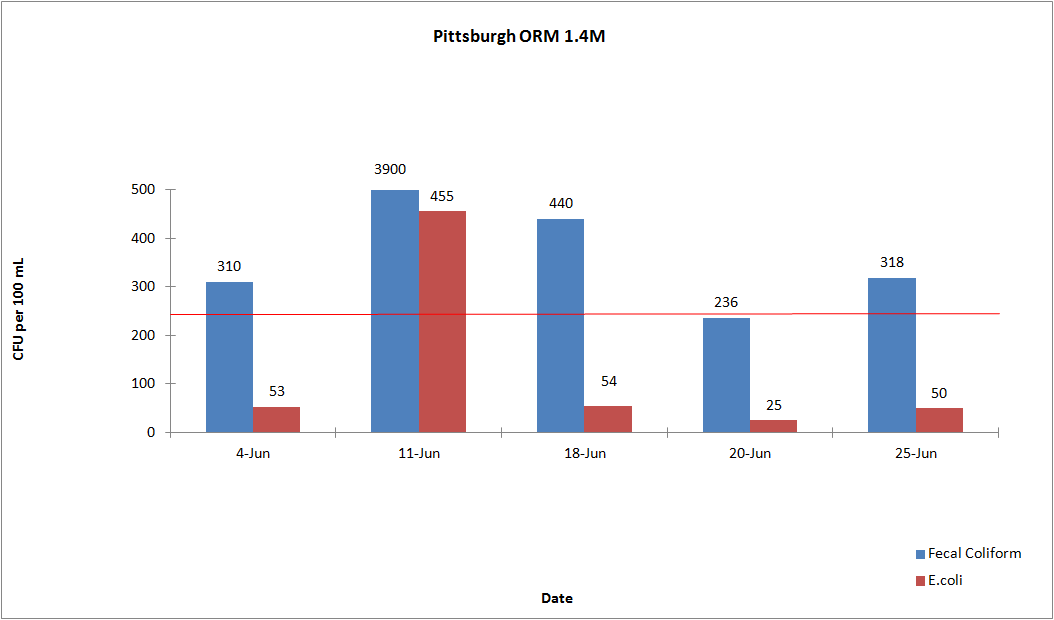 Pittsburgh ORM 1.4M
3900
500
455
440
400
310
318
300
236
200
100
53
54
25
50
0
4-Jun
11-Jun
18-Jun
20-Jun
25-Jun
CFU per 100 mL
Fecal Coliform
E.coli
Date